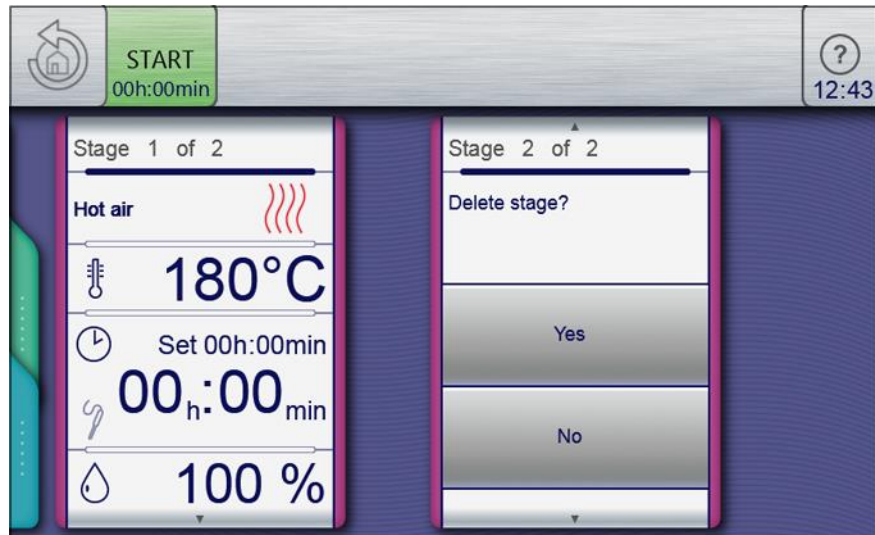 START
00h:00min
?
12:43
Stage 1 of 2
Hot air
180°C
Set 00h:00min
00h:00min
100 %
Stage 2 of 2
Delete stage?
Yes
No